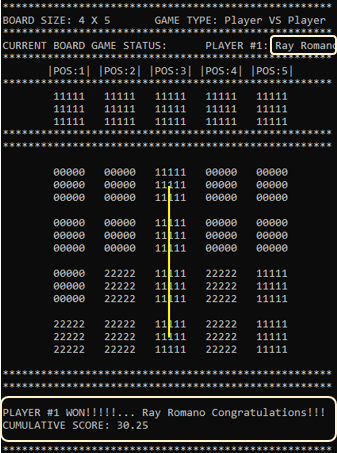 ****************************************************
BOARD SIZE: 4 X 5 GAME TYPE: Player VS Player
****************************************************
CURRENT BOARD GAME STATUS: PLAYER #1: Ray Romano
****************************************************
|POS:1| |POS:2| |POS:3| |POS:4| |POS:5|
****************************************************
11111 11111 11111 11111 11111
11111 11111 11111 11111 11111
11111 11111 11111 11111 11111
****************************************************
****************************************************
00000 00000 11111 00000 00000
00000 00000 11111 00000 00000
00000 00000 11111 00000 00000
00000 00000 11111 00000 00000
00000 00000 11111 00000 00000
00000 00000 11111 00000 00000
00000 22222 11111 22222 11111
00000 22222 11111 22222 11111
00000 22222 11111 22222 11111
22222 22222 11111 22222 11111
22222 22222 11111 22222 11111
22222 22222 11111 22222 11111
****************************************************
****************************************************
PLAYER #1 WON!!!!!... Ray Romano Congratulations!!!
CUMULATIVE SCORE: 30.25
****************************************************